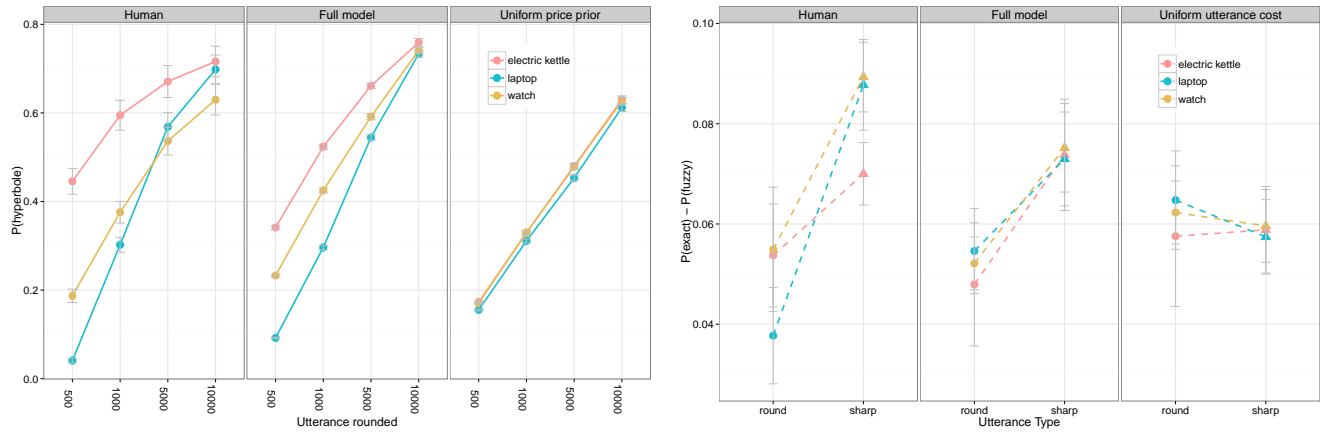 Human
Full model
Uniform price prior
0.8
0.6
0.4
0.2
0.0
P(hyperbole)
electric kettle
laptop
watch
500
1000
5000
10000
500
1000
5000
10000
500
1000
5000
10000
Utterance rounded
Human
Full model
Uniform utterance cost
0.10
0.08
0.06
0.04
P(exact) − P(fuzzy)
electric kettle
laptop
watch
round
sharp
round
sharp
round
sharp
Utterance Type